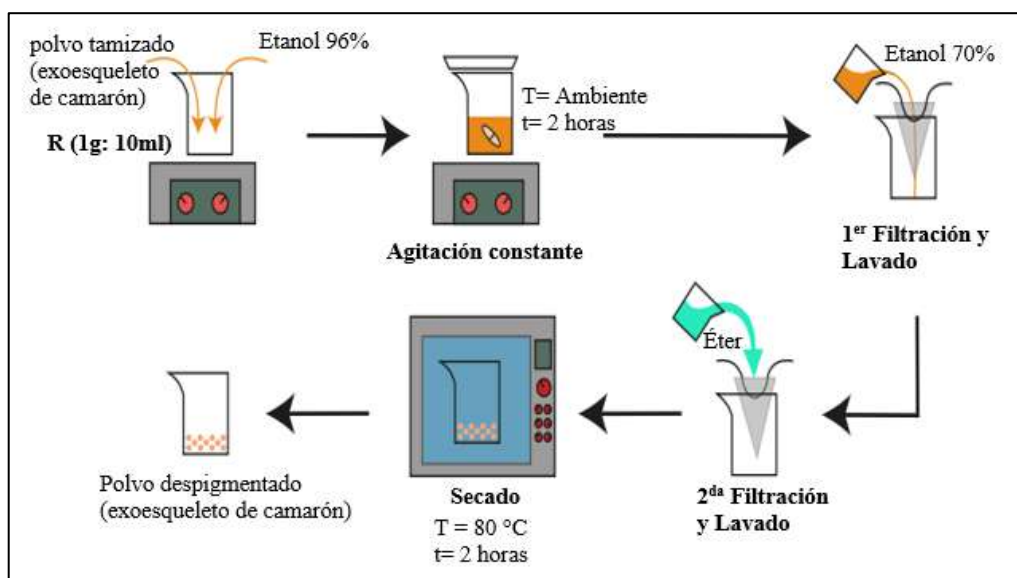 polvo tamizado
(exoesqueleto
de camarón)
R (1g: 10ml)
Etanol 96%
T= Ambiente
t= 2 horas
Agitación constante
Etanol 70%
1er Filtración y
Lavado
Éter
2da Filtración
y Lavado
Secado
T = 80 °C
t= 2 horas
Polvo despigmentado
(exoesqueleto de camarón)